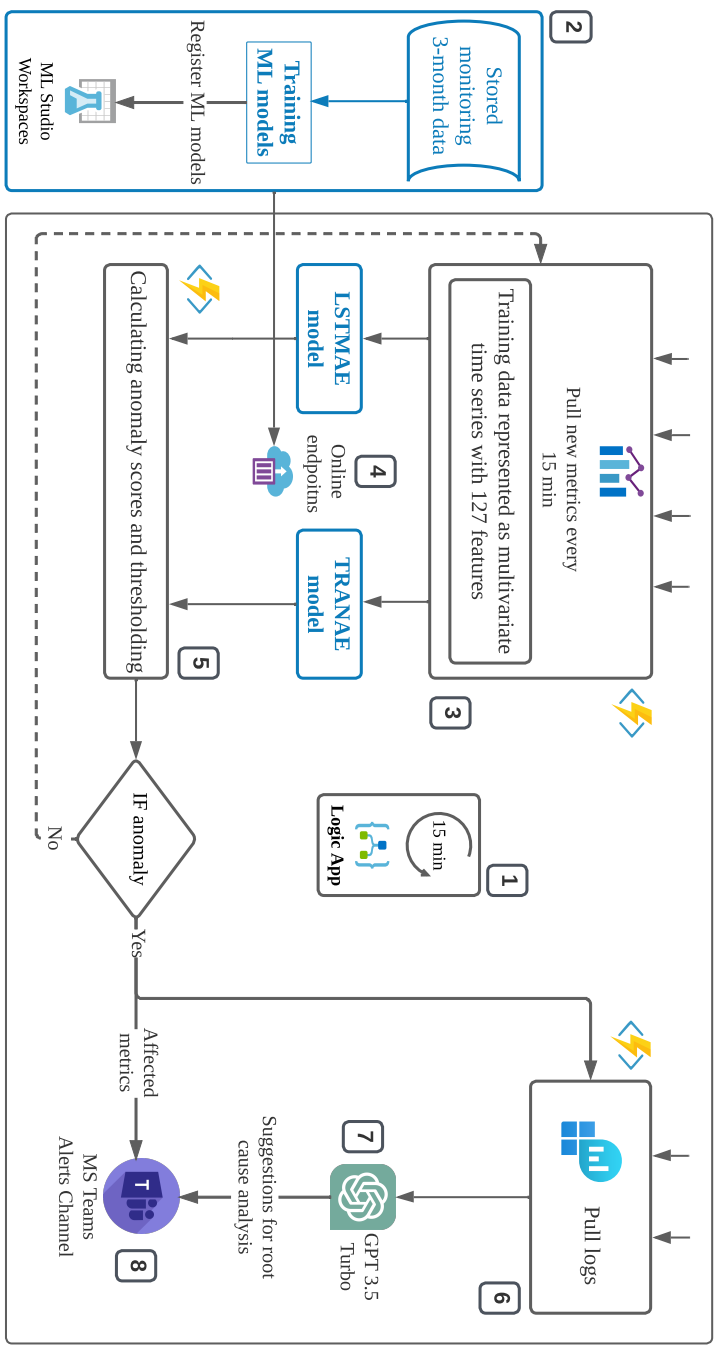 2
Stored
monitoring
3-month data
Training
ML models
Register ML models
ML Studio
Workspaces
Pull new metrics every
15 min
Training data represented as multivariate
time series with 127 features
3
LSTMAE
model
4
Online
endpoitns
TRANAE
model
5
Calculating anomaly scores and thresholding
1
15 min
Logic App
IF anomaly
No
Yes
Affected
metrics
Pull logs
6
7
GPT 3.5
Turbo
Suggestions for root
cause analysis
T
MS Teams
Alerts Channel
8